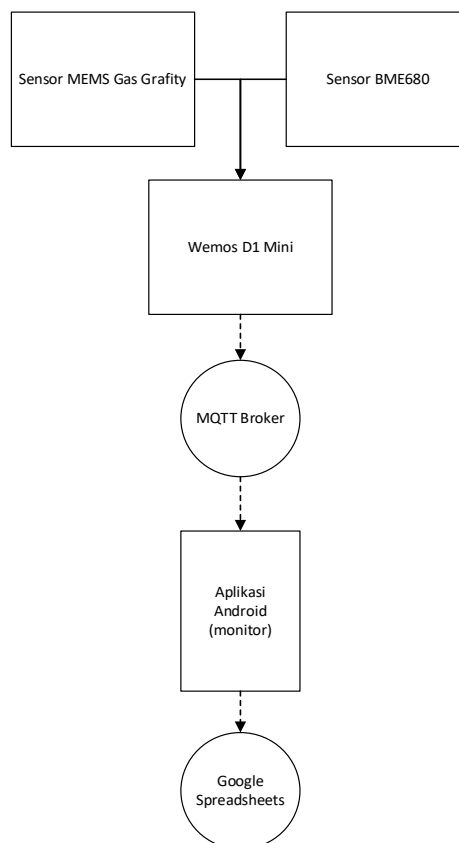 Sensor MEMS Gas Grafity
Sensor BME680
Wemos D1 Mini
MQTT Broker
Aplikasi
Android
(monitor)
Google
Spreadsheets